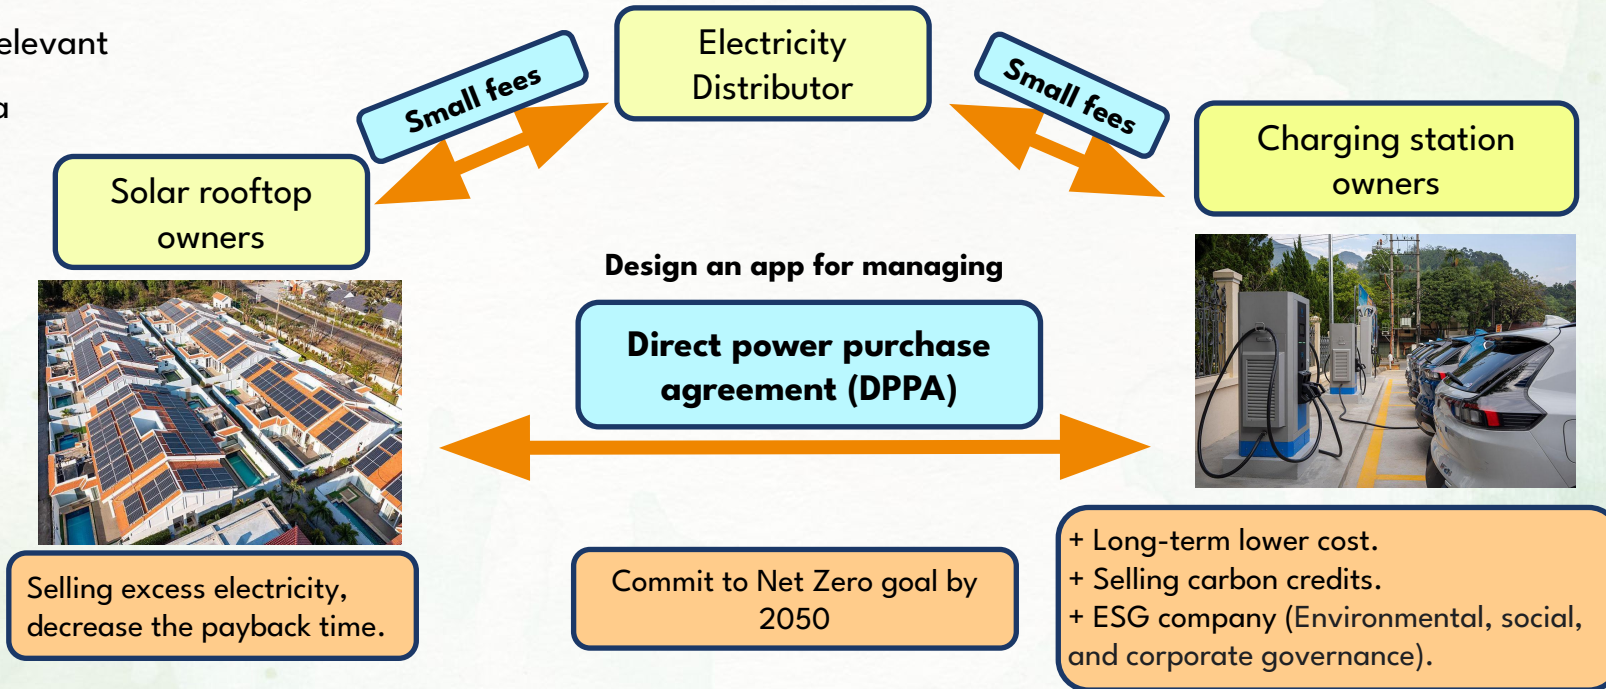 elevant
a
Small fees
Electricity
Distributor
Small fees
Solar rooftop
owners
Charging station
owners
Design an app for managing
Direct power purchase
agreement (DPPA)
Selling excess electricity,
decrease the payback time.
Commit to Net Zero goal by
2050
+ Long-term lower cost.
+ Selling carbon credits.
+ ESG company (Environmental, social,
and corporate governance).